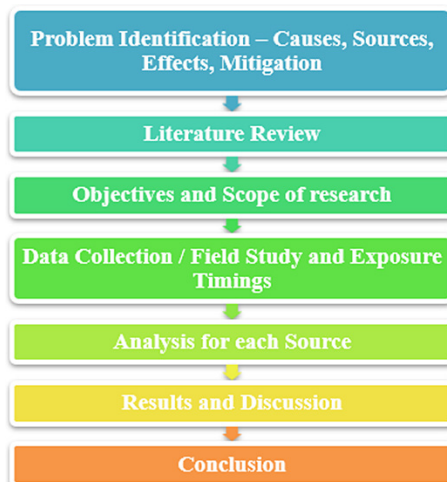 Problem Identification – Causes, Sources,
Effects, Mitigation
Literature Review
Objectives and Scope of research
Data Collection / Field Study and Exposure
Timings
Analysis for each Source
Results and Discussion
Conclusion